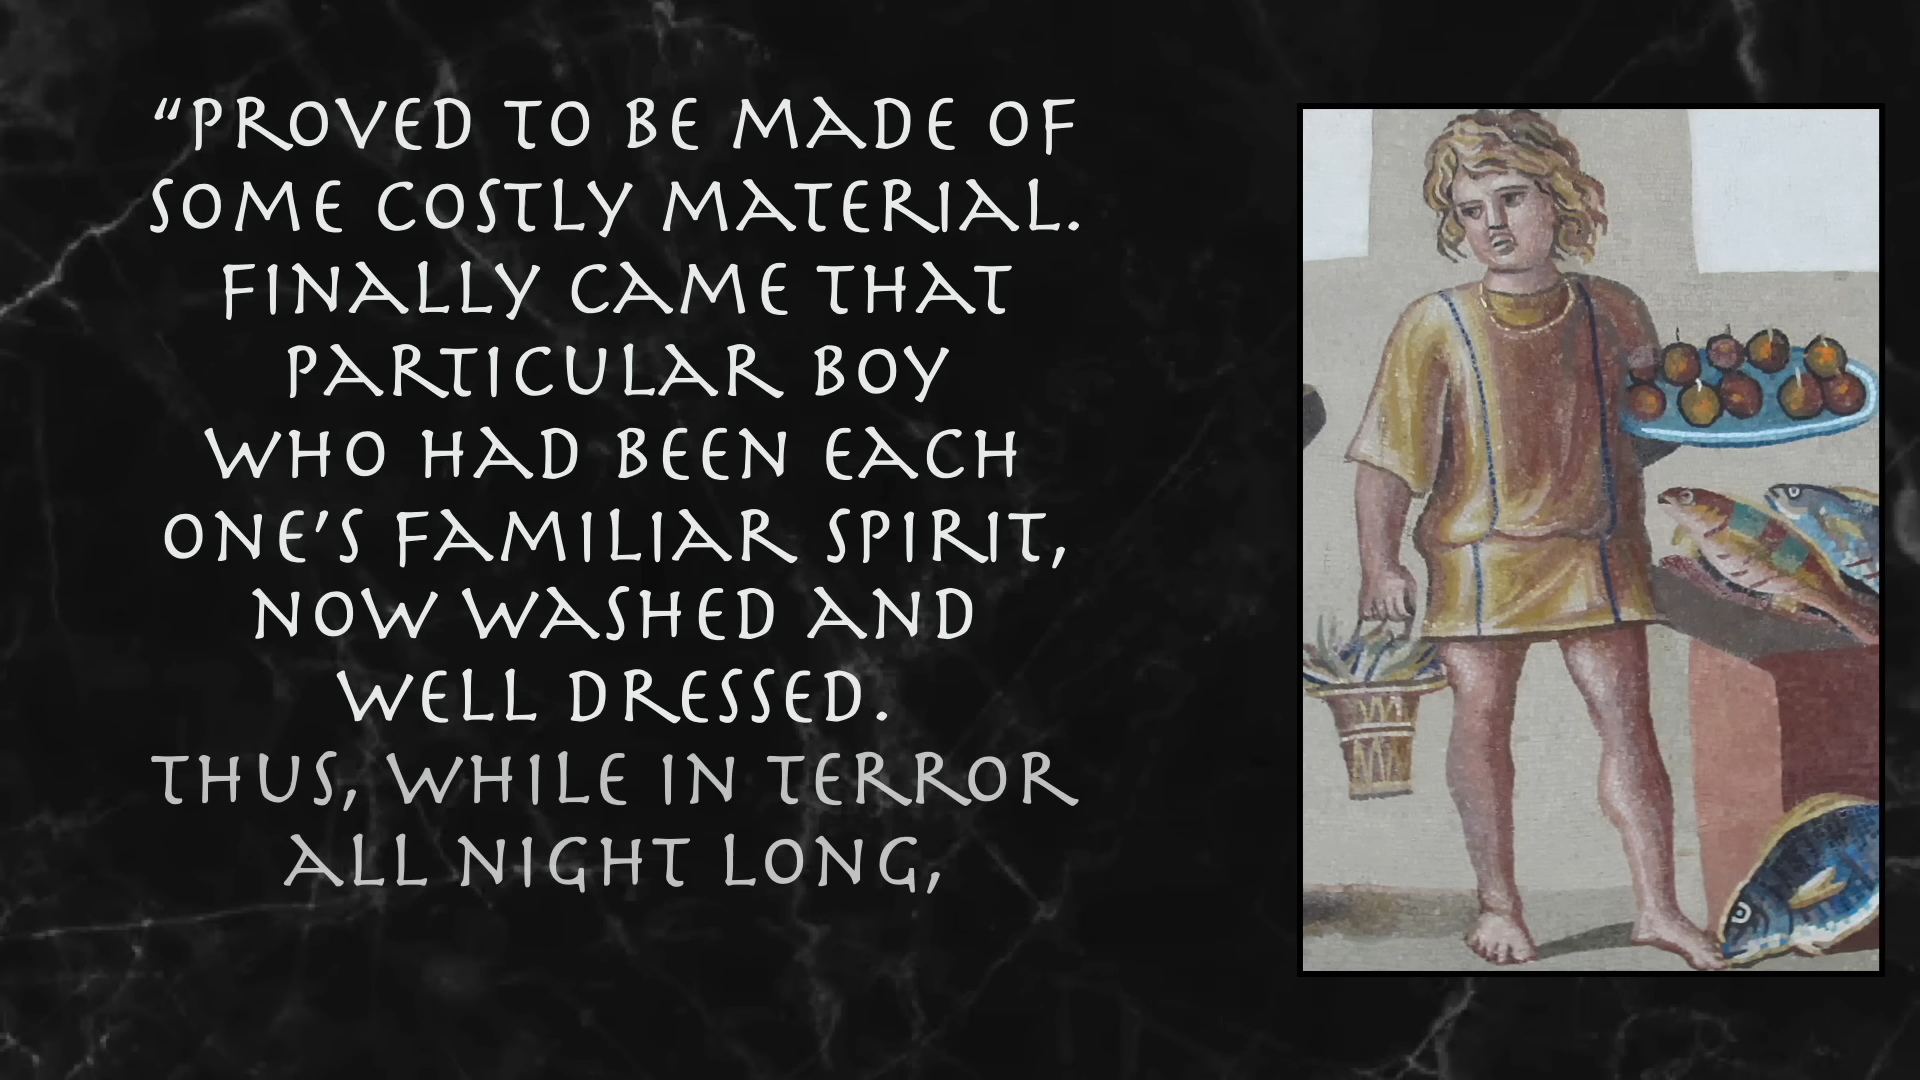 “PROVED TO BE MADE OF
SOME COSTLY MATERIAL.
FINALLY CAME THAT
PARTICULAR BOY
WHO HAD BEEN EACH
ONE’S FAMILIAR SPIRIT,
NOW WASHED AND
WELL DRESSED.
THUS, WHILE IN TERROR
ALL NIGHT LONG,